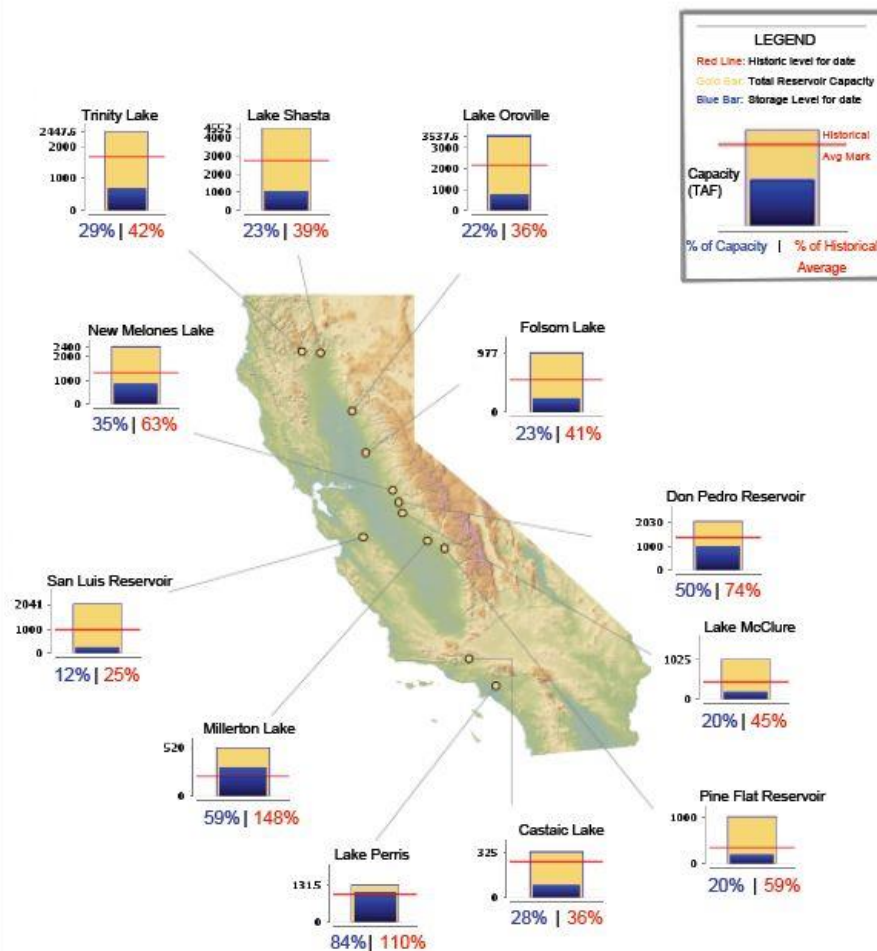 LEGEND
Red Line: Historic level for date
Gold Bar: Total Reservoir Capacity
Blue Bar: Storage Level for date
Historical
Avg Mark
Capacity
(TAF)
% of Capacity | % of Historical
Average
Trinity Lake
2447.6
1000
0
29% | 42%
Lake Shasta
4552
4000
3000
2000
1000
0
23% | 39%
Lake Oroville
3537.6
3000
2000
1000
0
22% | 36%
New Melones Lake
2400
2000
1000
0
35% | 63%
Folsom Lake
977
0
23% | 41%
Don Pedro Reservoir
2030
1000
0
50% | 74%
San Luis Reservoir
2041
1000
0
12% | 25%
Lake McClure
1025
0
20% | 45%
Millerton Lake
520
0
59% | 148%
Pine Flat Reservoir
1000
0
20% | 59%
Lake Perris
131.5
0
84% | 110%
Castaic Lake
325
0
28% | 36%